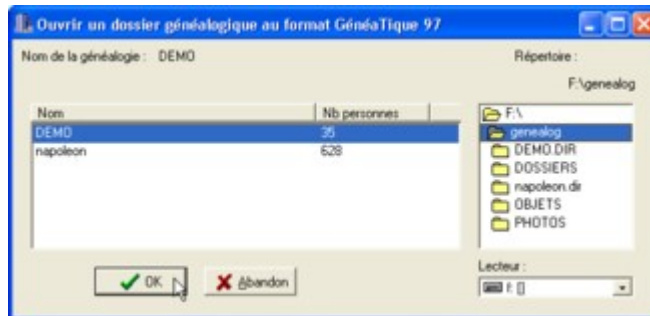 Ouvrir un dossier généalogique au format GénéaTique 97
Nom de la généalogie : DEMO
Répertoire :
F:\genealog
Nom Nb personnes
DEMO 35
napoleon 628
F:\
genealog
DEMO.DIR
DOSSIERS
napoleon.dir
OBJETS
PHOTOS
OK Abandon
Lecteur :
f: []